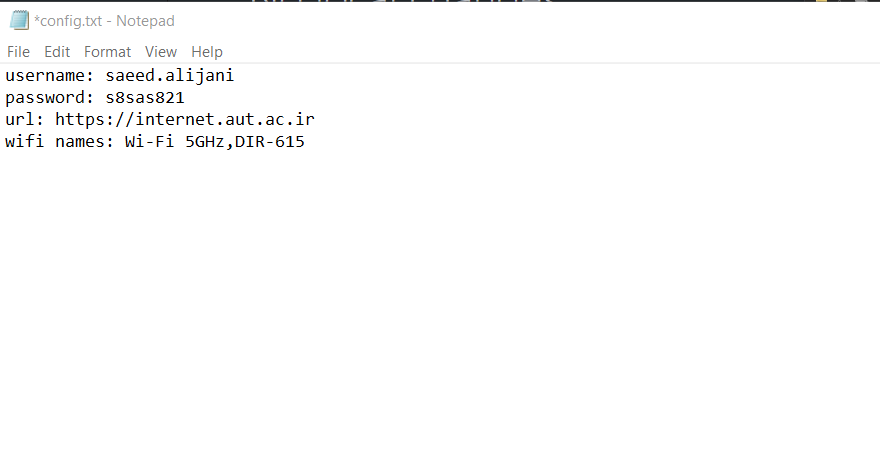 *config.txt - Notepad
File Edit Format View Help
username: saeed.alijani
password: s8sas821
url: https://internet.aut.ac.ir
wifi names: Wi-Fi 5GHz,DIR-615